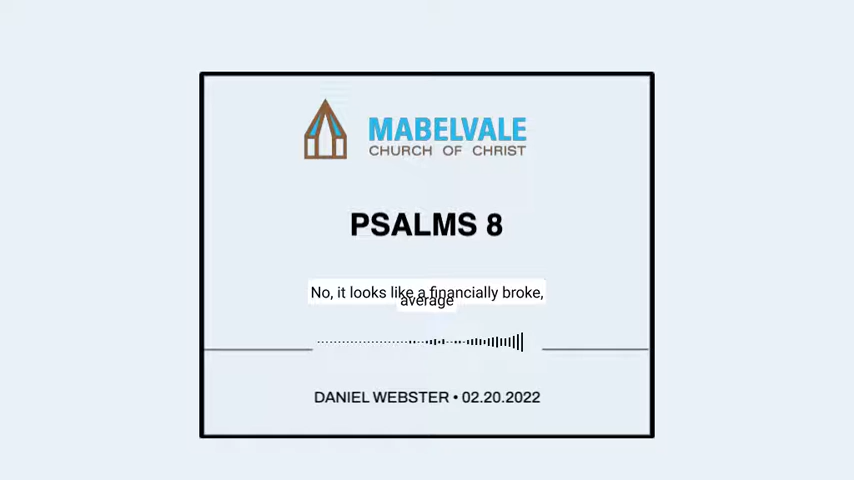 MABELVALE
CHURCH OF CHRIST
PSALMS 8
No, it looks like a financially broke,
average
DANIEL WEBSTER • 02.20.2022